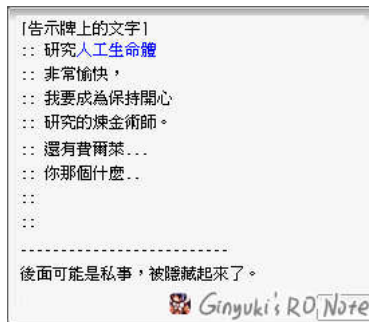 [告示牌上的文字]
:: 研究人工生命體
:: 非常愉快，
:: 我要成為保持開心
:: 研究的煉金術師。
:: 還有費爾萊...
:: 你那個什麼..
::
::
--------------------------
後面可能是私事，被隱藏起來了。
Ginyuki's RO Note